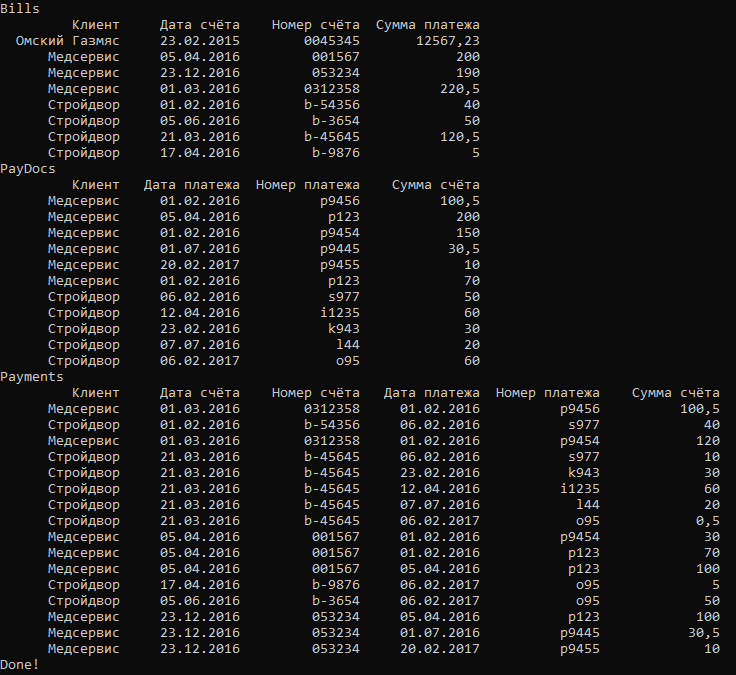 Bills
Клиент Дата счёта Номер счёта Сумма платежа
Омский Газмяс 23.02.2015 0045345 12567,23
Медсервис 05.04.2016 001567 200
Медсервис 23.12.2016 053234 190
Медсервис 01.03.2016 0312358 220,5
Стройдвор 01.02.2016 b-54356 40
Стройдвор 05.06.2016 b-3654 50
Стройдвор 21.03.2016 b-45645 120,5
Стройдвор 17.04.2016 b-9876 5
PayDocs
Клиент Дата платежа Номер платежа Сумма счёта
Медсервис 01.02.2016 p9456 100,5
Медсервис 05.04.2016 p123 200
Медсервис 01.02.2016 p9454 150
Медсервис 01.07.2016 p9445 30,5
Медсервис 20.02.2017 p9455 10
Медсервис 01.02.2016 p123 70
Стройдвор 06.02.2016 s977 50
Стройдвор 12.04.2016 i1235 60
Стройдвор 23.02.2016 k943 30
Стройдвор 07.07.2016 l44 20
Стройдвор 06.02.2017 o95 60
Payments
Клиент Дата счёта Номер счёта Дата платежа Номер платежа Сумма счёта
Медсервис 01.03.2016 0312358 01.02.2016 p9456 100,5
Стройдвор 01.02.2016 b-54356 06.02.2016 s977 40
Медсервис 01.03.2016 0312358 01.02.2016 p9454 120
Стройдвор 21.03.2016 b-45645 06.02.2016 s977 10
Стройдвор 21.03.2016 b-45645 23.02.2016 k943 30
Стройдвор 21.03.2016 b-45645 12.04.2016 i1235 60
Стройдвор 21.03.2016 b-45645 07.07.2016 l44 20
Стройдвор 21.03.2016 b-45645 06.02.2017 o95 0,5
Медсервис 05.04.2016 001567 01.02.2016 p9454 30
Медсервис 05.04.2016 001567 01.02.2016 p123 70
Медсервис 05.04.2016 001567 05.04.2016 p123 100
Стройдвор 17.04.2016 b-9876 06.02.2017 o95 5
Стройдвор 05.06.2016 b-3654 06.02.2017 o95 50
Медсервис 23.12.2016 053234 05.04.2016 p123 100
Медсервис 23.12.2016 053234 01.07.2016 p9445 30,5
Медсервис 23.12.2016 053234 20.02.2017 p9455 10
Done!